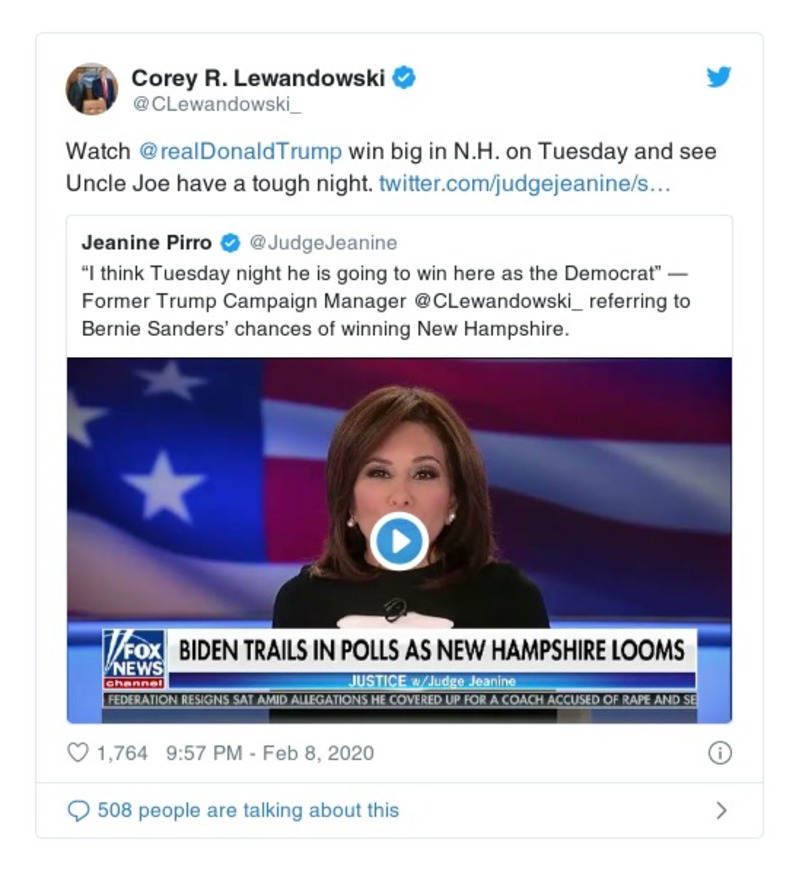 Corey R. Lewandowski
@CLewandowski_
Watch @realDonaldTrump win big in N.H. on Tuesday and see
Uncle Joe have a tough night. twitter.com/judgejeanine/s…
Jeanine Pirro @JudgeJeanine
“I think Tuesday night he is going to win here as the Democrat” —
Former Trump Campaign Manager @CLewandowski_ referring to
Bernie Sanders’ chances of winning New Hampshire.
FOX
NEWS
channel
BIDEN TRAILS IN POLLS AS NEW HAMPSHIRE LOOMS
JUSTICE w/Judge Jeanine
FEDERATION RESIGNS SAT AMID ALLEGATIONS HE COVERED UP FOR A COACH ACCUSED OF RAPE AND SE
1,764 9:57 PM - Feb 8, 2020
508 people are talking about this